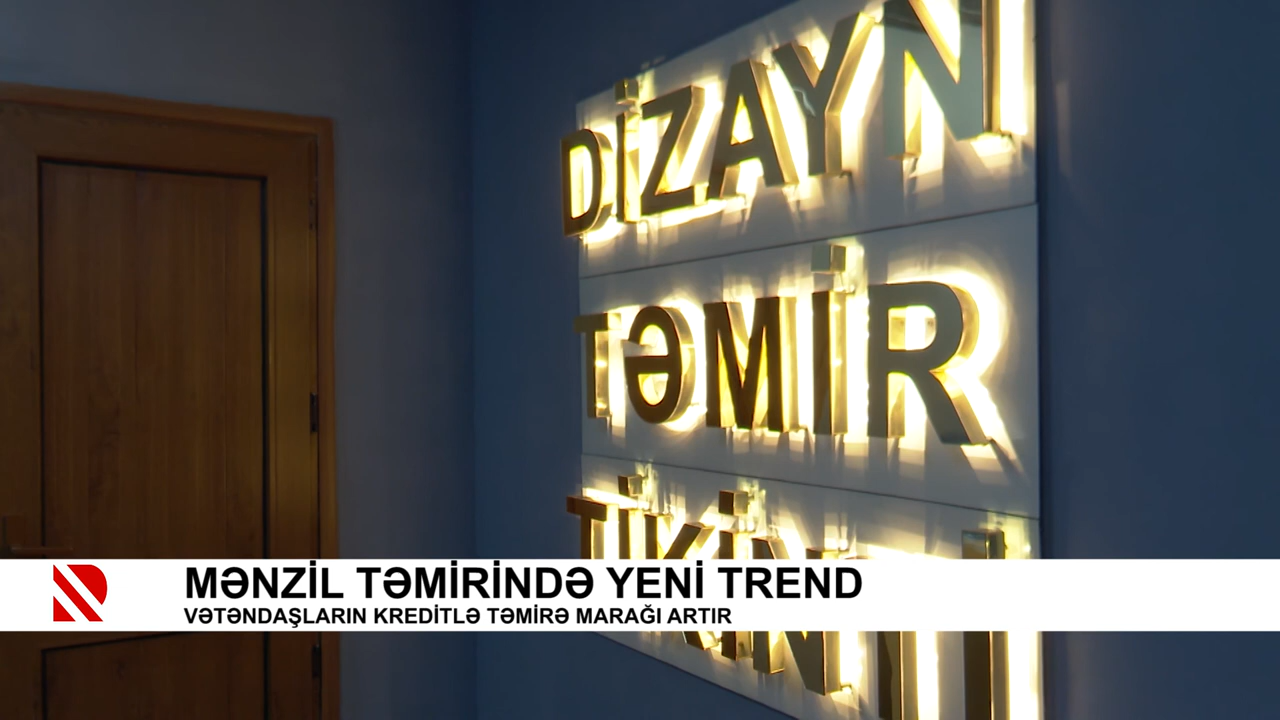 DİZAYN
TƏMİR
TİKİNTİ
MƏNZİL TƏMİRİNDƏ YENİ TREND
VƏTƏNDAŞLARIN KREDİTLƏ TƏMİRƏ MARAĞI ARTIR